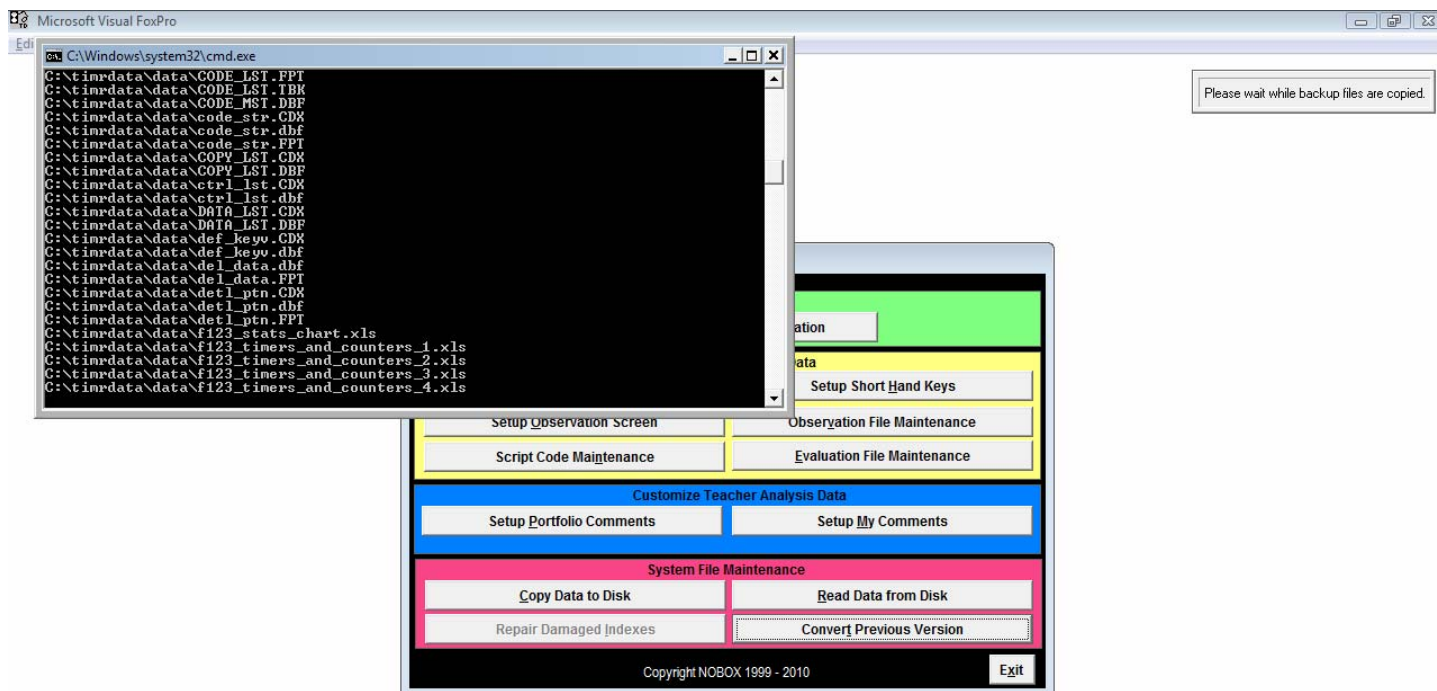 Microsoft Visual FoxPro
Edi
C:\Windows\system32\cmd.exe
C:\timrdata\data\CODE_LST.FPT
C:\timrdata\data\CODE_LST.TBK
C:\timrdata\data\CODE_MST.DBF
C:\timrdata\data\code_str.CDX
C:\timrdata\data\code_str.dbf
C:\timrdata\data\code_str.FPT
C:\timrdata\data\COPY_LST.CDX
C:\timrdata\data\COPY_LST.DBF
C:\timrdata\data\ctrl_lst.CDX
C:\timrdata\data\ctrl_lst.dbf
C:\timrdata\data\DATA_LST.CDX
C:\timrdata\data\DATA_LST.DBF
C:\timrdata\data\def_keyv.CDX
C:\timrdata\data\def_keyv.dbf
C:\timrdata\data\del_data.dbf
C:\timrdata\data\del_data.FPT
C:\timrdata\data\detl_ptn.CDX
C:\timrdata\data\detl_ptn.dbf
C:\timrdata\data\detl_ptn.FPT
C:\timrdata\data\f123_stats_chart.xls
C:\timrdata\data\f123_timers_and_counters_1.xls
C:\timrdata\data\f123_timers_and_counters_2.xls
C:\timrdata\data\f123_timers_and_counters_3.xls
C:\timrdata\data\f123_timers_and_counters_4.xls
Please wait while backup files are copied.
ation
ata
Setup Short Hand Keys
Setup Observation Screen
Observation File Maintenance
Script Code Maintenance
Evaluation File Maintenance
Customize Teacher Analysis Data
Setup Portfolio Comments
Setup My Comments
System File Maintenance
Copy Data to Disk
Read Data from Disk
Repair Damaged Indexes
Convert Previous Version
Copyright NOBOX 1999 - 2010
Exit